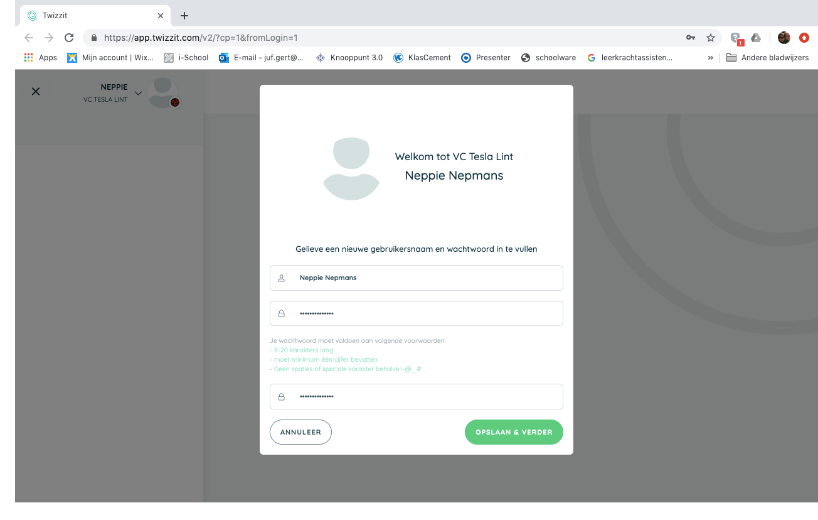 Twizzit
https://app.twizzit.com/v2/?cp=1&fromLogin=1
Apps Mijn account | Wix... i-School E-mail - juf.gert@... Knooppunt 3.0 KlasCement Presenter schoolware leerkrachtassisten... » Andere bladwijzers
NEPPIE
VC TESLA LINT
Welkom tot VC Tesla Lint
Neppie Nepmans
Gelieve een nieuwe gebruikersnaam en wachtwoord in te vullen
Neppie Nepmans
Je wachtwoord moet voldoen aan volgende voorwaarden:
- 8-20 karakters lang
- moet minimum één cijfer bevatten
- Geen spaties of speciale karakter behalve
ANNULEER
OPSLAAN & VERDER